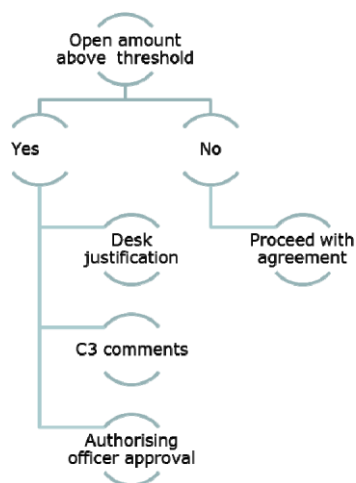 Open amount
above threshold
Yes
No
Desk
justification
Proceed with
agreement
C3 comments
Authorising
officer approval